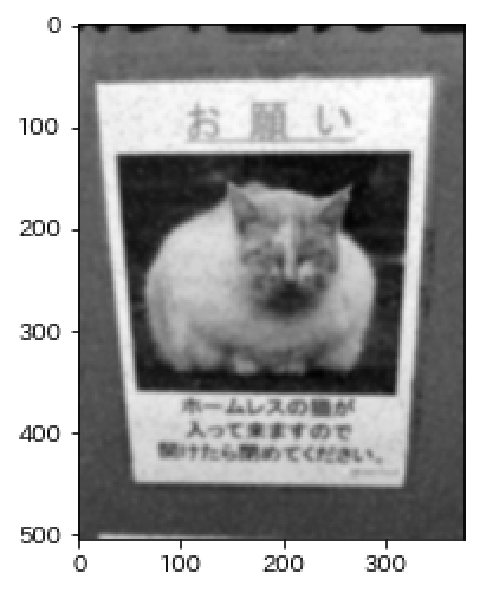 お願い
ホームレスの猫が
入って来ますので
開けたら閉めてください。